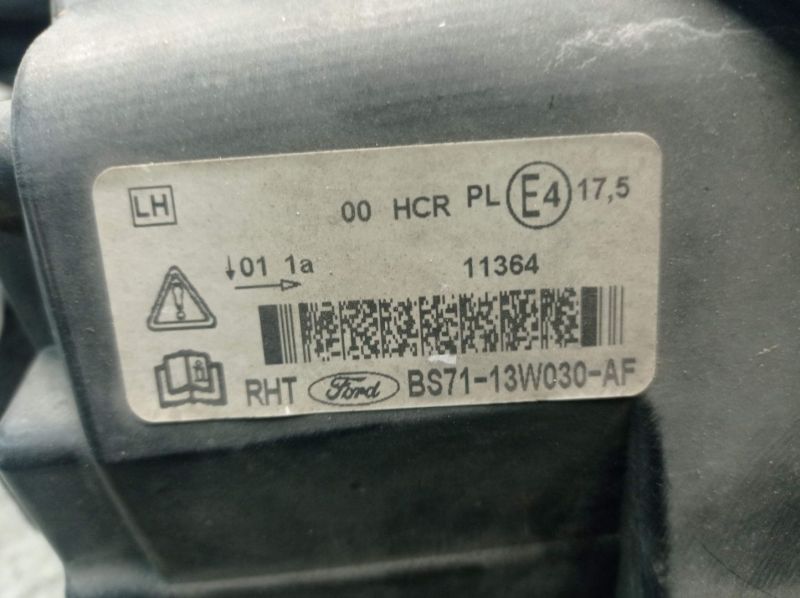 LH
00 HCR PL E4 17,5
↓01 1a 11364
RHT Ford BS71-13W030-AF